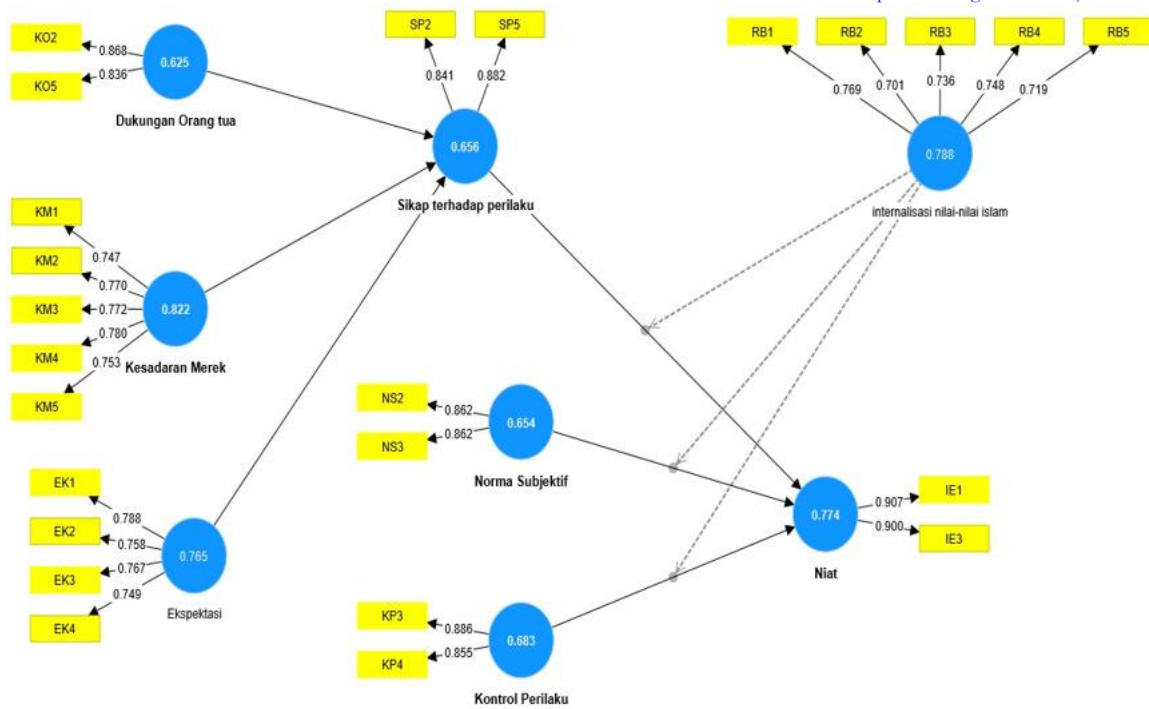 KO2
KO5
0.868
0.836
0.625
Dukungan Orang tua
SP2
SP5
0.841
0.882
0.656
Sikap terhadap perilaku
RB1
RB2
RB3
RB4
RB5
0.769
0.701
0.736
0.748
0.719
0.788
internalisasi nilai-nilai islam
KM1
KM2
KM3
KM4
KM5
0.747
0.770
0.772
0.780
0.753
0.822
Kesadaran Merek
EK1
EK2
EK3
EK4
0.788
0.758
0.767
0.749
0.765
Ekspektasi
NS2
NS3
0.862
0.862
0.654
Norma Subjektif
KP3
KP4
0.886
0.855
0.683
Kontrol Perilaku
0.774
Niat
0.907
0.900
IE1
IE3